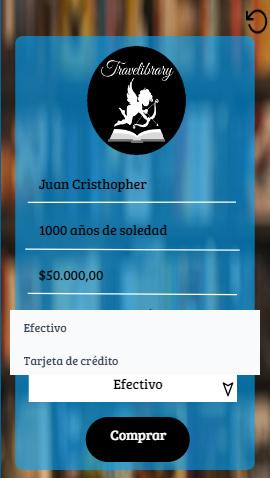 Travelibrary
Juan Cristhopher
1000 años de soledad
$50.000,00
Efectivo
Tarjeta de crédito
Efectivo
Comprar